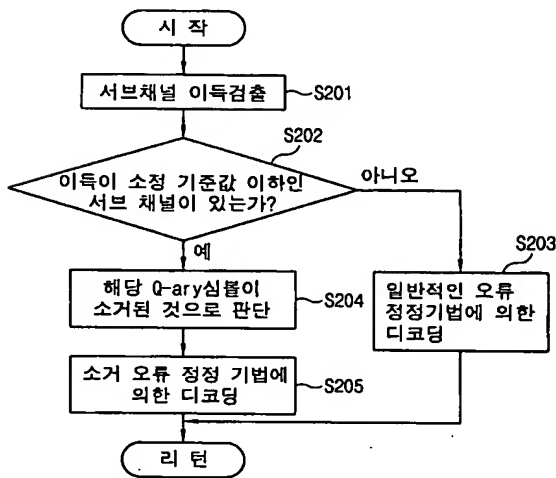 시 작
서브채널 이득검출
S201
S202
이득이 소정 기준값 이하인
서브 채널이 있는가?
아니오
예
S203
해당 Q-ary심볼이
소거된 것으로 판단
S204
일반적인 오류
정정기법에 의한
디코딩
소거 오류 정정 기법에
의한 디코딩
S205
리 턴